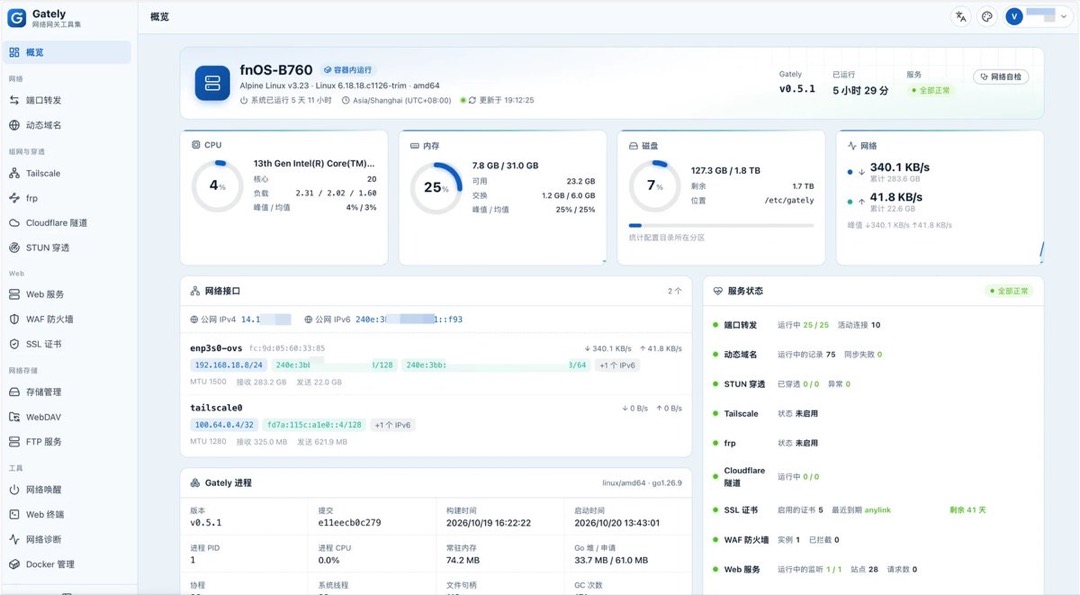 Gately
网络网关工具集
概览
V
概览
网络
端口转发
动态域名
组网与穿透
Tailscale
frp
Cloudflare 隧道
STUN 穿透
Web
Web 服务
WAF 防火墙
SSL 证书
网络存储
存储管理
WebDAV
FTP 服务
工具
网络唤醒
Web 终端
网络诊断
Docker 管理
fnOS-B760 容器内运行
Alpine Linux v3.23 · Linux 6.18.18.c1126-trim · amd64
系统已运行 5 天 11 小时 Asia/Shanghai (UTC+08:00) 更新于 19:12:25
Gately 已运行 服务
v0.5.1 5 小时 29 分 全部正常
网络自检
CPU
4%
13th Gen Intel(R) Core(TM)...
核心 20
负载 2.31 / 2.02 / 1.60
峰值 / 均值 4% / 3%
内存
25%
7.8 GB / 31.0 GB
可用 23.2 GB
交换 1.2 GB / 6.0 GB
峰值 / 均值 25% / 25%
磁盘
7%
127.3 GB / 1.8 TB
剩余 1.7 TB
位置 /etc/gately
统计配置目录所在分区
网络
↓ 340.1 KB/s
累计 283.6 GB
↑ 41.8 KB/s
累计 22.6 GB
峰值 ↓340.1 KB/s ↑41.8 KB/s
网络接口 2 个
公网 IPv4 14.1 公网 IPv6 240e:3 1::f93
enp3s0-ovs fc:9d:05:60:33:85 ↓ 340.1 KB/s ↑ 41.8 KB/s
192.168.18.8/24 240e:3bb /128 240e:3bb: 3/64 +1 个 IPv6
MTU 1500 接收 283.2 GB 发送 22.0 GB
tailscale0 ↓ 0 B/s ↑ 0 B/s
100.64.0.4/32 fd7a:115c:a1e0::4/128 +1 个 IPv6
MTU 1280 接收 325.0 MB 发送 621.9 MB
Gately 进程 linux/amd64 · go1.26.9
版本 提交 构建时间 启动时间
v0.5.1 e11eecb0c279 2026/10/19 16:22:22 2026/10/20 13:43:01
进程 PID 进程 CPU 常驻内存 Go 堆 / 申请
1 0.0% 74.2 MB 33.7 MB / 61.0 MB
协程 系统线程 文件句柄 GC 次数
服务状态 全部正常
端口转发 运行中 25 / 25 活动连接 10
动态域名 运行中的记录 75 同步失败 0
STUN 穿透 已穿透 0 / 0 异常 0
Tailscale 状态 未启用
frp 状态 未启用
Cloudflare 隧道 运行中 0 / 0
SSL 证书 启用的证书 5 最近到期 anylink 剩余 41 天
WAF 防火墙 实例 1 已拦截 0
Web 服务 运行中的监听 1 / 1 站点 28 请求数 0